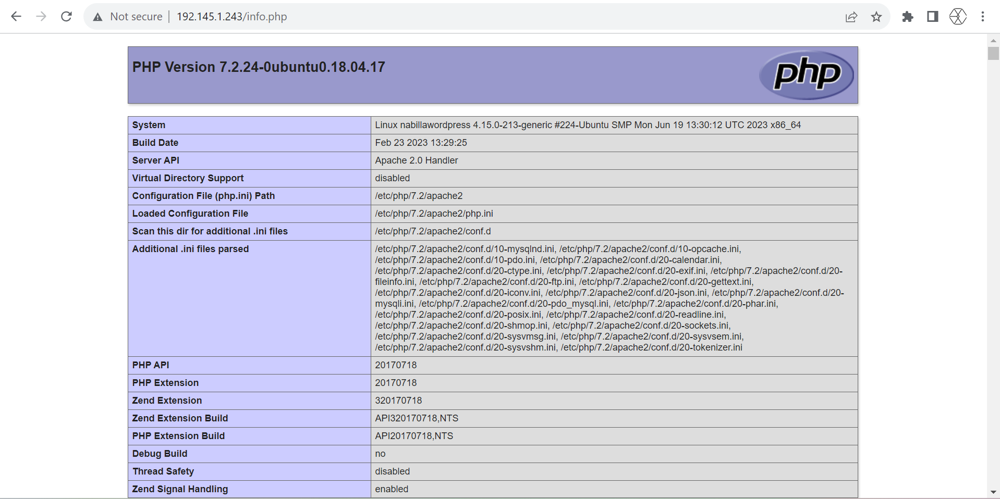 Not secure | 192.145.1.243/info.php
PHP Version 7.2.24-0ubuntu0.18.04.17
php
System Linux nabillawordpress 4.15.0-213-generic #224-Ubuntu SMP Mon Jun 19 13:30:12 UTC 2023 x86_64
Build Date Feb 23 2023 13:29:25
Server API Apache 2.0 Handler
Virtual Directory Support disabled
Configuration File (php.ini) Path /etc/php/7.2/apache2
Loaded Configuration File /etc/php/7.2/apache2/php.ini
Scan this dir for additional .ini files /etc/php/7.2/apache2/conf.d
Additional .ini files parsed /etc/php/7.2/apache2/conf.d/10-mysqlnd.ini, /etc/php/7.2/apache2/conf.d/10-opcache.ini,
/etc/php/7.2/apache2/conf.d/10-pdo.ini, /etc/php/7.2/apache2/conf.d/20-calendar.ini,
/etc/php/7.2/apache2/conf.d/20-ctype.ini, /etc/php/7.2/apache2/conf.d/20-exif.ini, /etc/php/7.2/apache2/conf.d/20-
fileinfo.ini, /etc/php/7.2/apache2/conf.d/20-ftp.ini, /etc/php/7.2/apache2/conf.d/20-gettext.ini,
/etc/php/7.2/apache2/conf.d/20-iconv.ini, /etc/php/7.2/apache2/conf.d/20-json.ini, /etc/php/7.2/apache2/conf.d/20-
mysqli.ini, /etc/php/7.2/apache2/conf.d/20-pdo_mysql.ini, /etc/php/7.2/apache2/conf.d/20-phar.ini,
/etc/php/7.2/apache2/conf.d/20-posix.ini, /etc/php/7.2/apache2/conf.d/20-readline.ini,
/etc/php/7.2/apache2/conf.d/20-shmop.ini, /etc/php/7.2/apache2/conf.d/20-sockets.ini,
/etc/php/7.2/apache2/conf.d/20-sysvmsg.ini, /etc/php/7.2/apache2/conf.d/20-sysvsem.ini,
/etc/php/7.2/apache2/conf.d/20-sysvshm.ini, /etc/php/7.2/apache2/conf.d/20-tokenizer.ini
PHP API 20170718
PHP Extension 20170718
Zend Extension 320170718
Zend Extension Build API320170718,NTS
PHP Extension Build API20170718,NTS
Debug Build no
Thread Safety disabled
Zend Signal Handling enabled